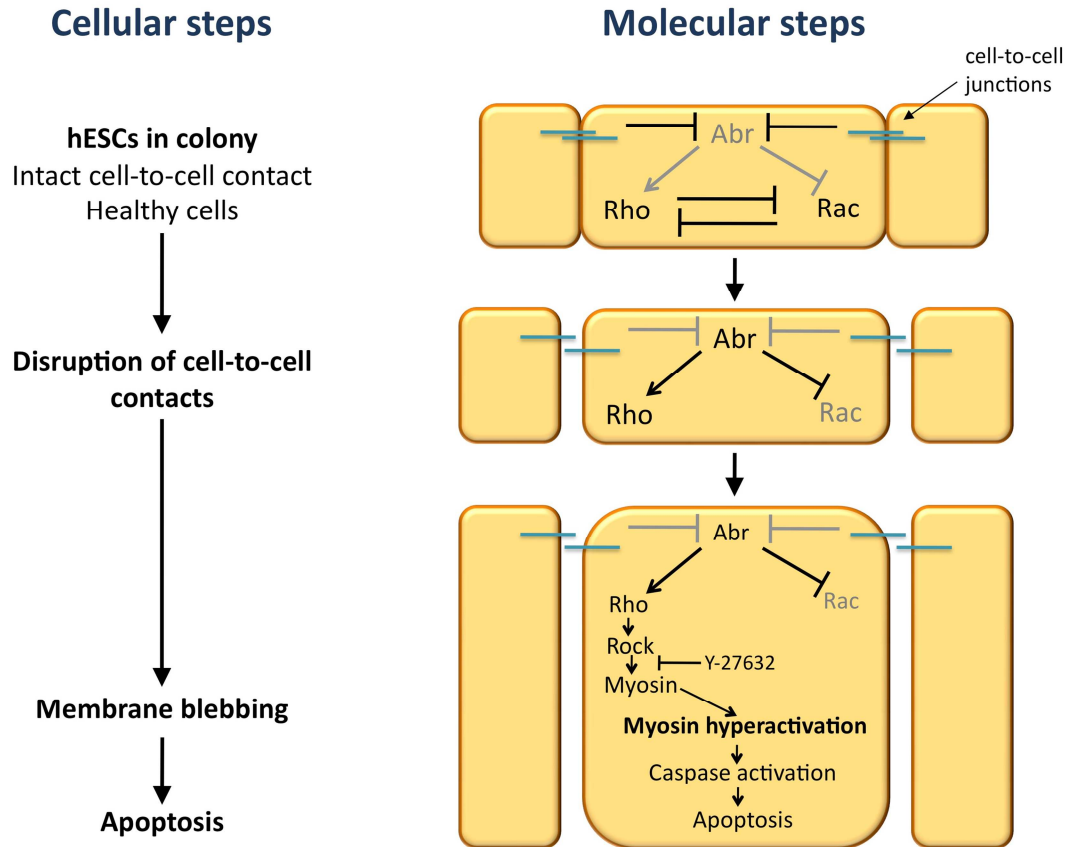 Cellular steps
hESCs in colony
Intact cell-to-cell contact
Healthy cells
Disruption of cell-to-cell
contacts
Membrane blebbing
Apoptosis
Molecular steps
cell-to-cell
junctions
Abr
Rho
Rac
Abr
Rho
Rac
Abr
Rho
Rac
Rock
Y-27632
Myosin
Myosin hyperactivation
Caspase activation
Apoptosis